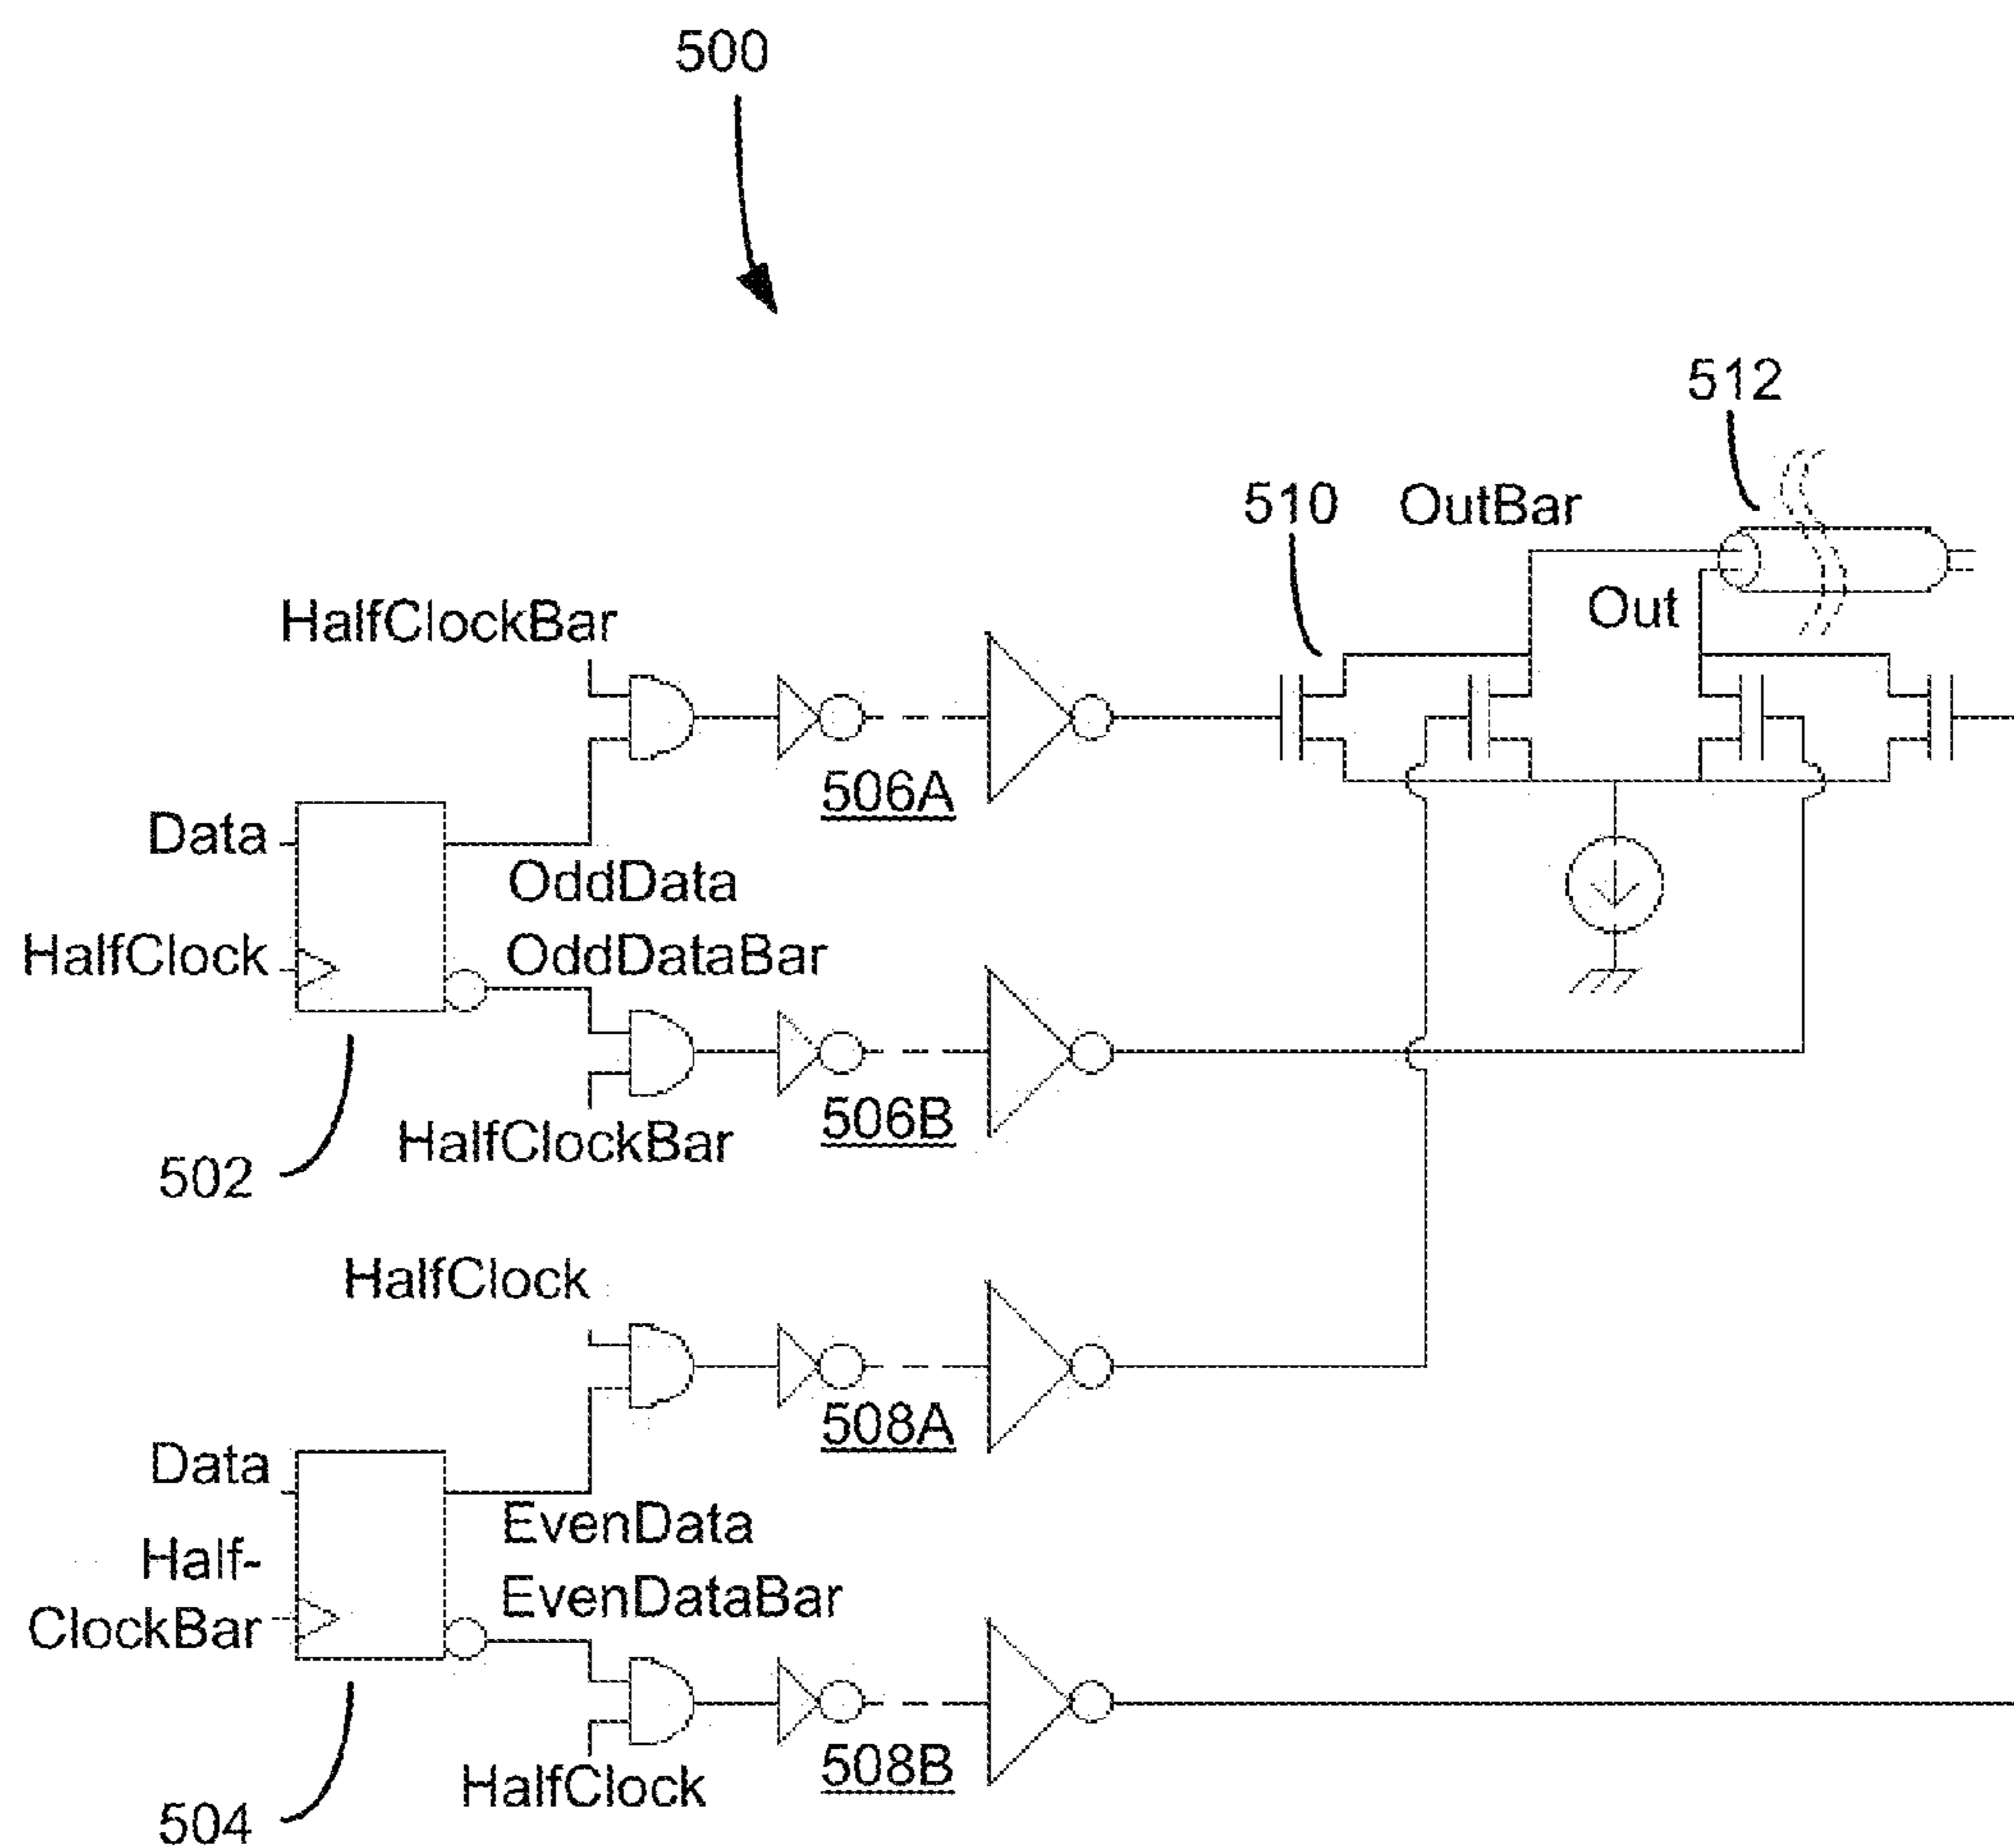 500
512
510
OutBar
Out
HalfClockBar
506A
Data
OddData
HalfClock
OddDataBar
506B
HalfClockBar
502
HalfClock
508A
Data
EvenData
Half-
ClockBar
EvenDataBar
508B
HalfClock
504